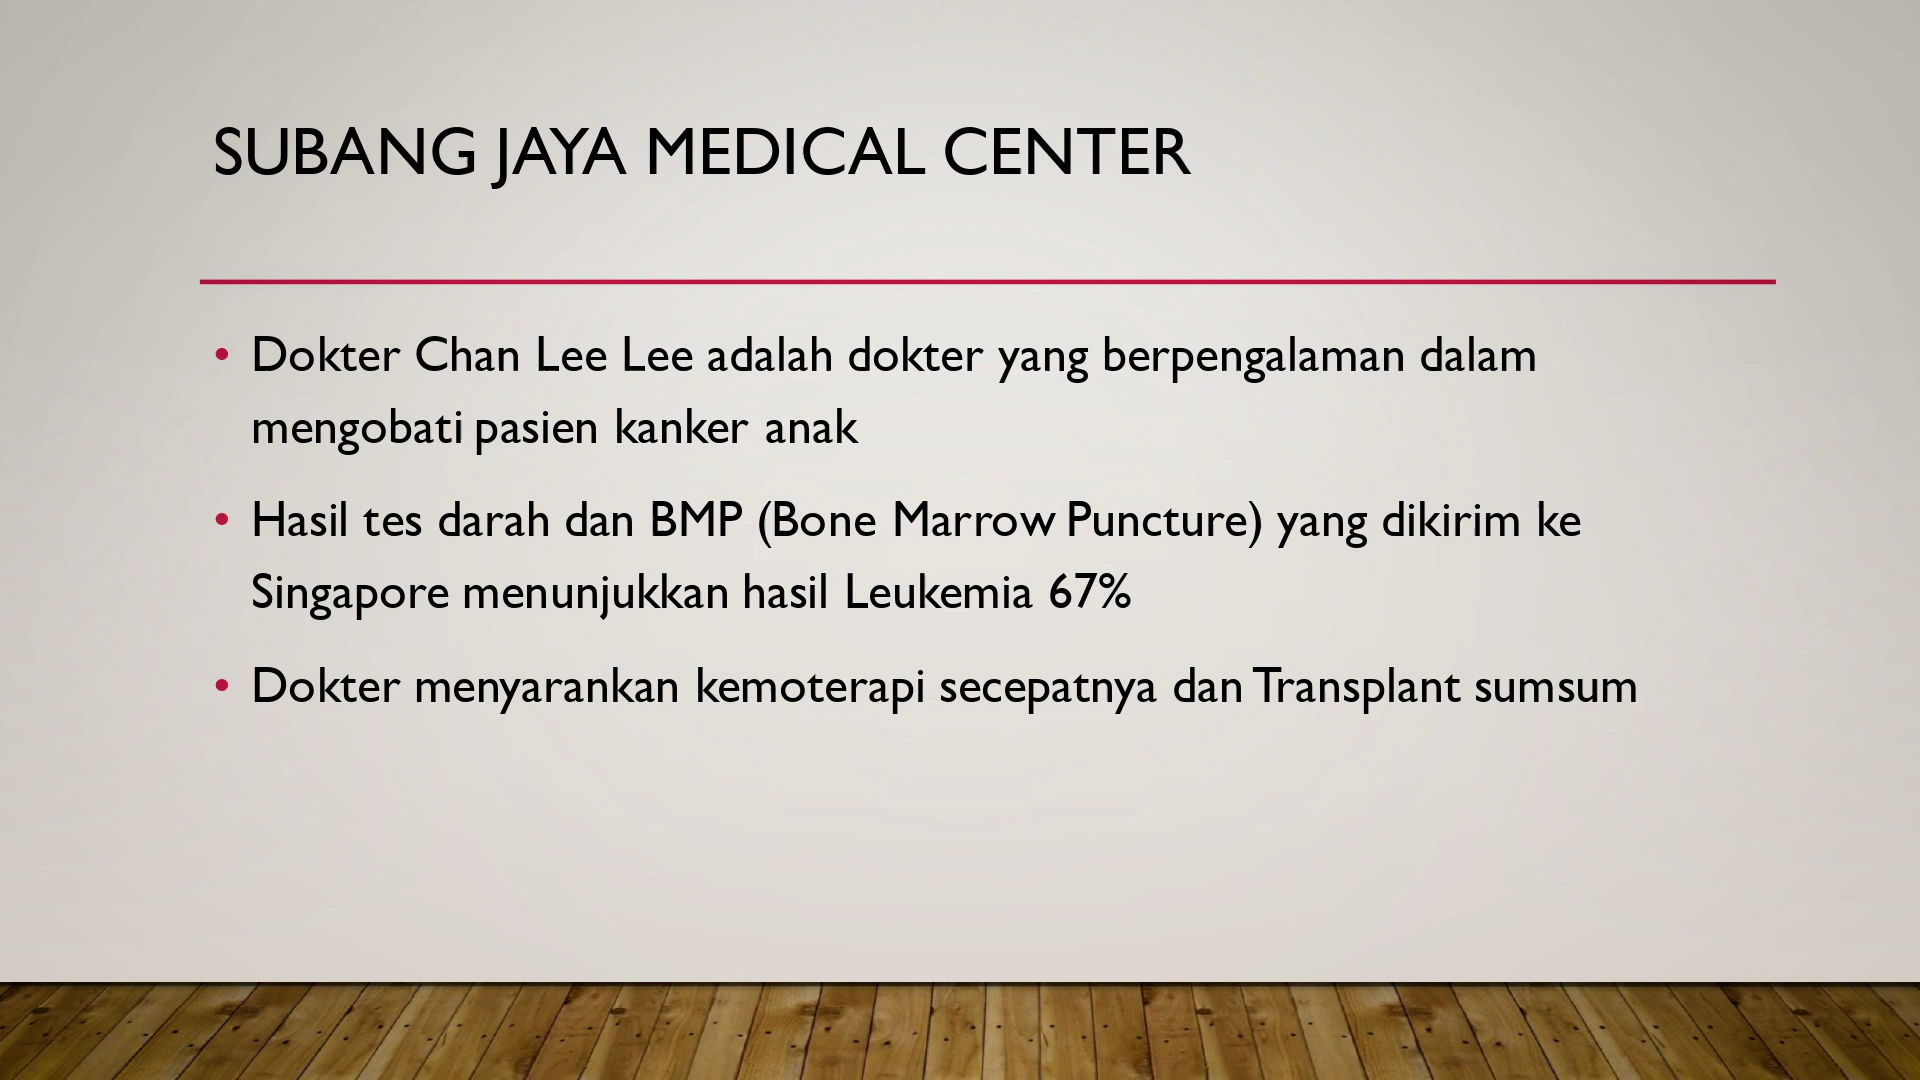 SUBANG JAYA MEDICAL CENTER
• Dokter Chan Lee Lee adalah dokter yang berpengalaman dalam
mengobati pasien kanker anak
• Hasil tes darah dan BMP (Bone Marrow Puncture) yang dikirim ke
Singapore menunjukkan hasil Leukemia 67%
• Dokter menyarankan kemoterapi secepatnya dan Transplant sumsum